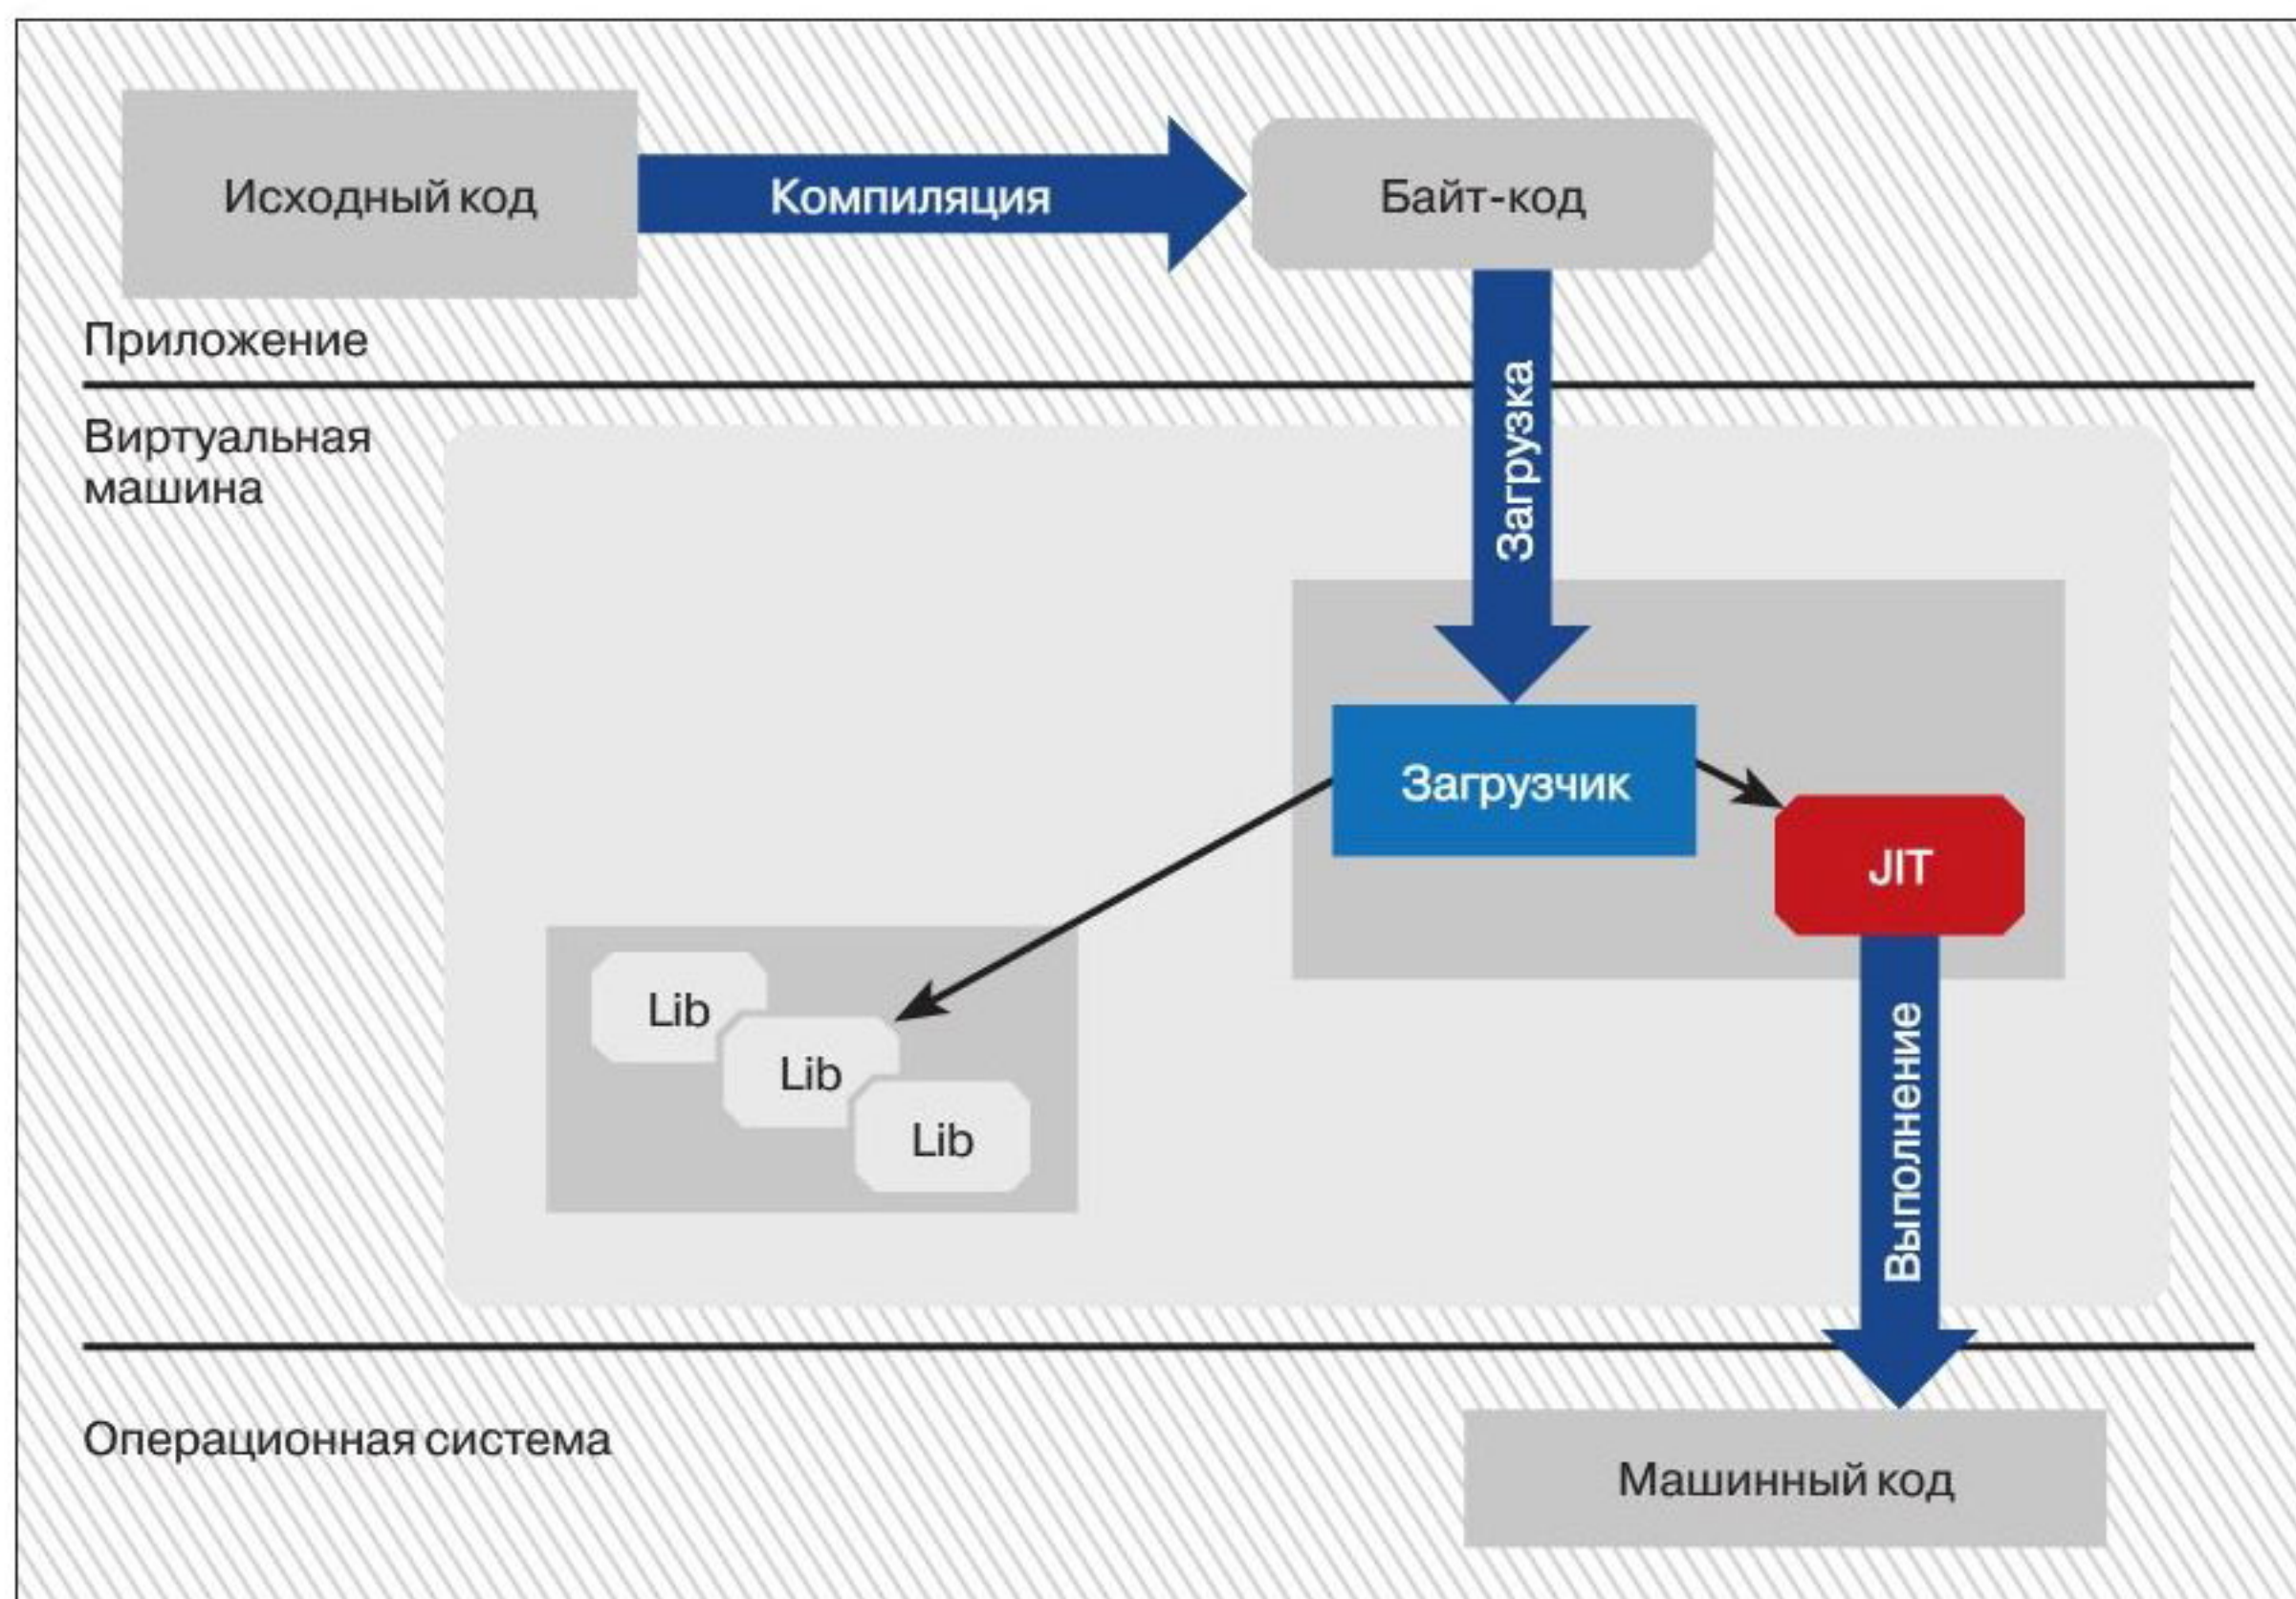 Исходный код
Компиляция
Байт-код
Приложение
Загрузка
Виртуальная
машина
Загрузчик
JIT
Lib
Lib
Lib
Выполнение
Операционная система
Машинный код